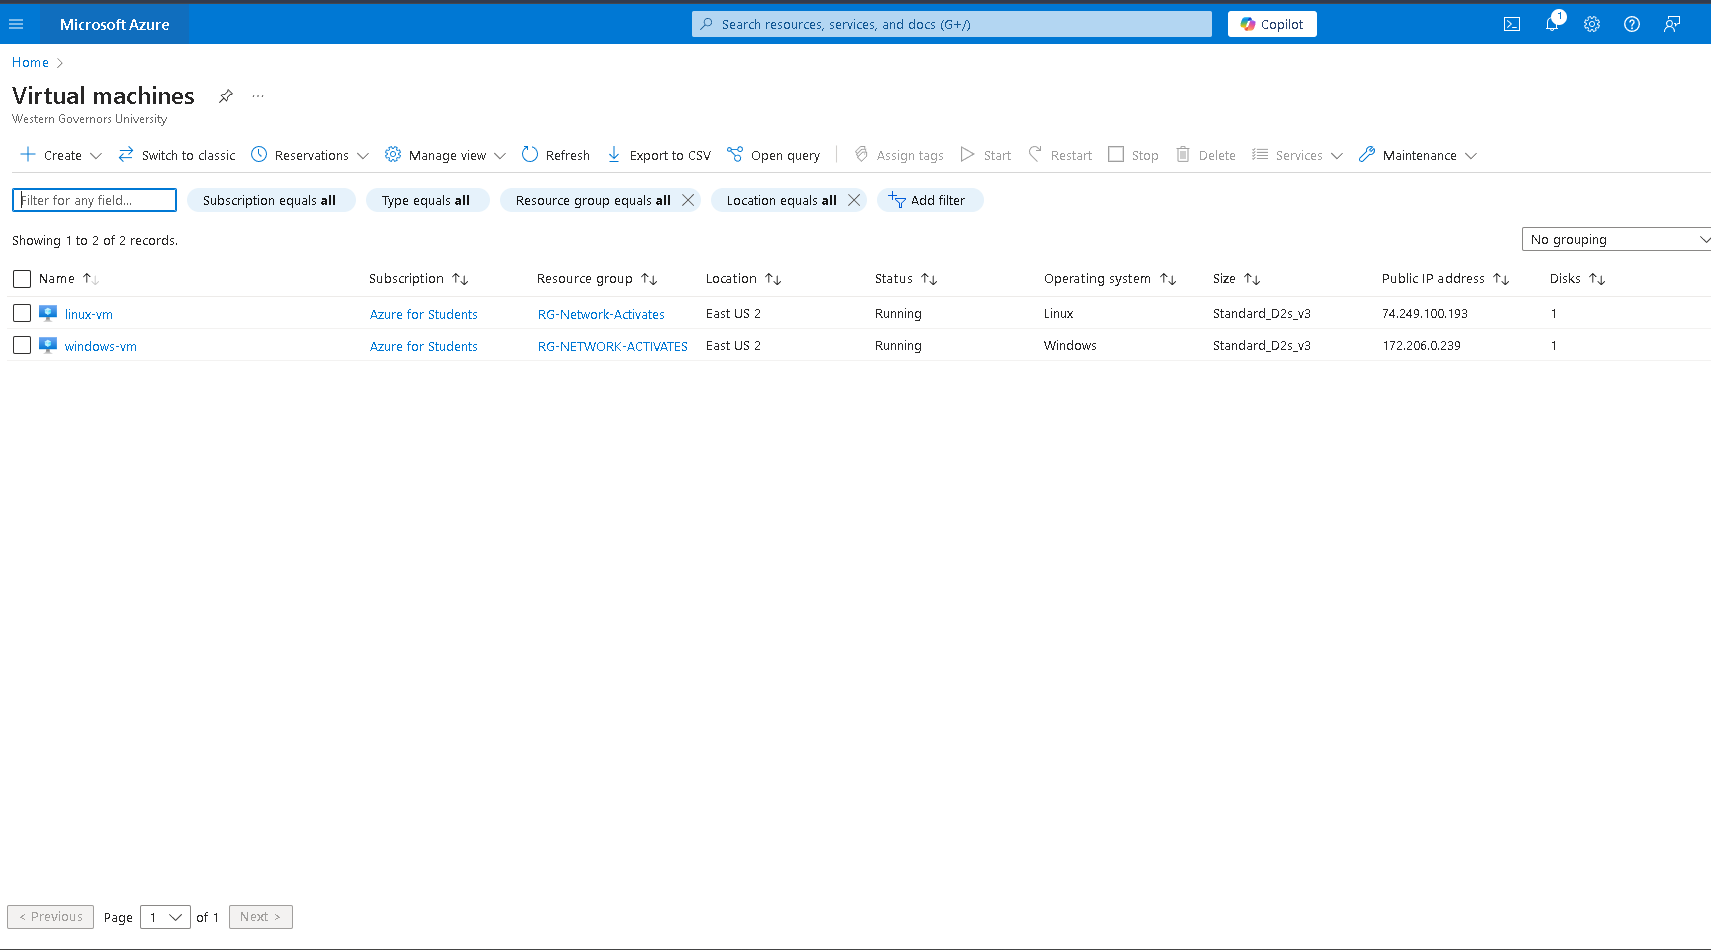 Microsoft Azure
Search resources, services, and docs (G+/)
Copilot
1
Home
Virtual machines
Western Governors University
Create Switch to classic Reservations Manage view Refresh Export to CSV Open query Assign tags Start Restart Stop Delete Services Maintenance
Filter for any field... Subscription equals all Type equals all Resource group equals all Location equals all Add filter
Showing 1 to 2 of 2 records.
No grouping
Name Subscription Resource group Location Status Operating system Size Public IP address Disks
linux-vm Azure for Students RG-Network-Activates East US 2 Running Linux Standard_D2s_v3 74.249.100.193 1
windows-vm Azure for Students RG-NETWORK-ACTIVATES East US 2 Running Windows Standard_D2s_v3 172.206.0.239 1
< Previous Page 1 of 1 Next >